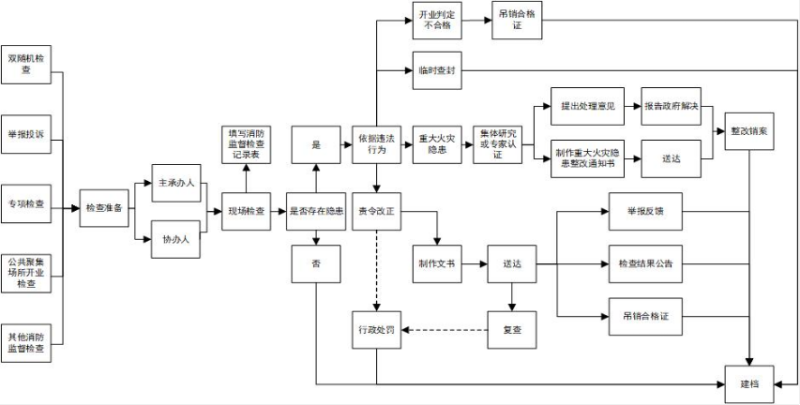 双随机检
查
举报投诉
专项检查
公共聚集
场所开业
检查
其他消防
监督检查
检查准备
主承办人
协办人
填写消防
监督检查
记录表
现场检查
是
是否存在隐患
否
开业判定
不合格
吊销合格
证
临时查封
依据违法
行为
重大火灾
隐患
集体研究
或专家认
证
提出处理意见
报告政府解决
制作重大火灾隐
患整改通知书
送达
整改销案
责令改正
制作文书
送达
举报反馈
检查结果公告
吊销合格证
行政处罚
复查
建档